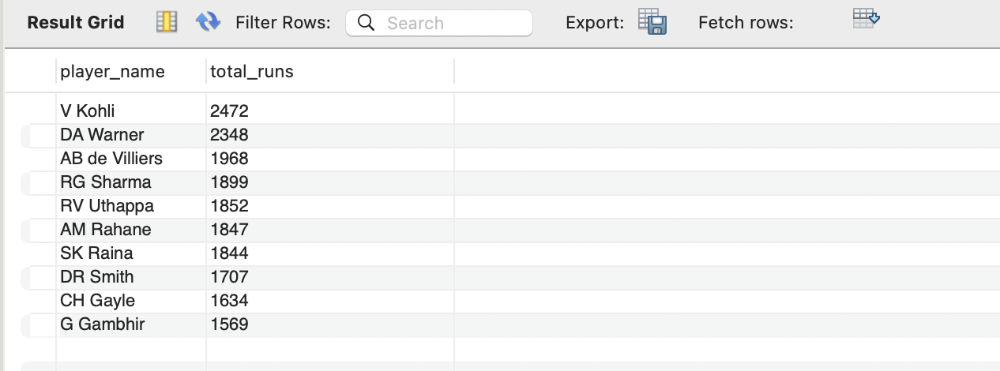 Result Grid Filter Rows: Search Export: Fetch rows:
player_name total_runs
V Kohli 2472
DA Warner 2348
AB de Villiers 1968
RG Sharma 1899
RV Uthappa 1852
AM Rahane 1847
SK Raina 1844
DR Smith 1707
CH Gayle 1634
G Gambhir 1569